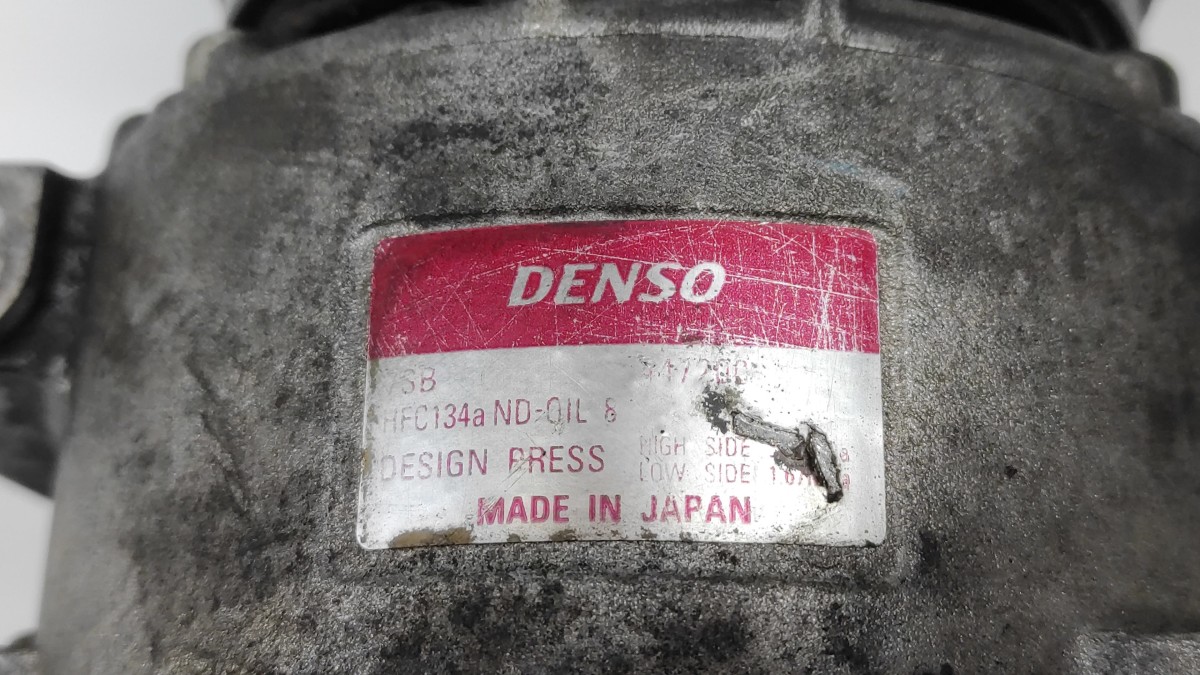 DENSO
HFC134a ND-OIL 8
DESIGN PRESS
HIGH SIDE
LOW SIDE
MADE IN JAPAN